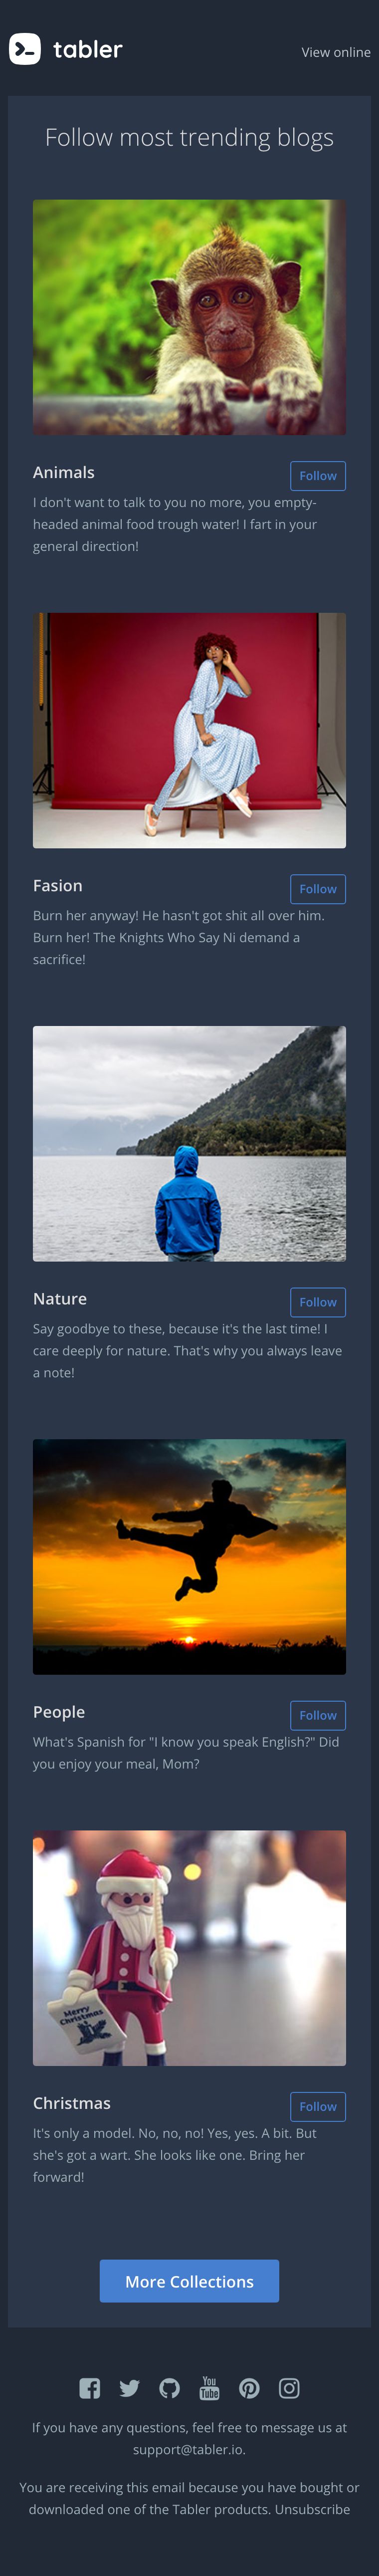 tabler
View online
Follow most trending blogs
Animals
Follow
I don't want to talk to you no more, you empty-
headed animal food trough water! I fart in your
general direction!
Fasion
Follow
Burn her anyway! He hasn't got shit all over him.
Burn her! The Knights Who Say Ni demand a
sacrifice!
Nature
Follow
Say goodbye to these, because it's the last time! I
care deeply for nature. That's why you always leave
a note!
People
Follow
What's Spanish for "I know you speak English?" Did
you enjoy your meal, Mom?
Merry
Christmas
Christmas
Follow
It's only a model. No, no, no! Yes, yes. A bit. But
she's got a wart. She looks like one. Bring her
forward!
More Collections
You
Tube
If you have any questions, feel free to message us at
support@tabler.io.
You are receiving this email because you have bought or
downloaded one of the Tabler products. Unsubscribe